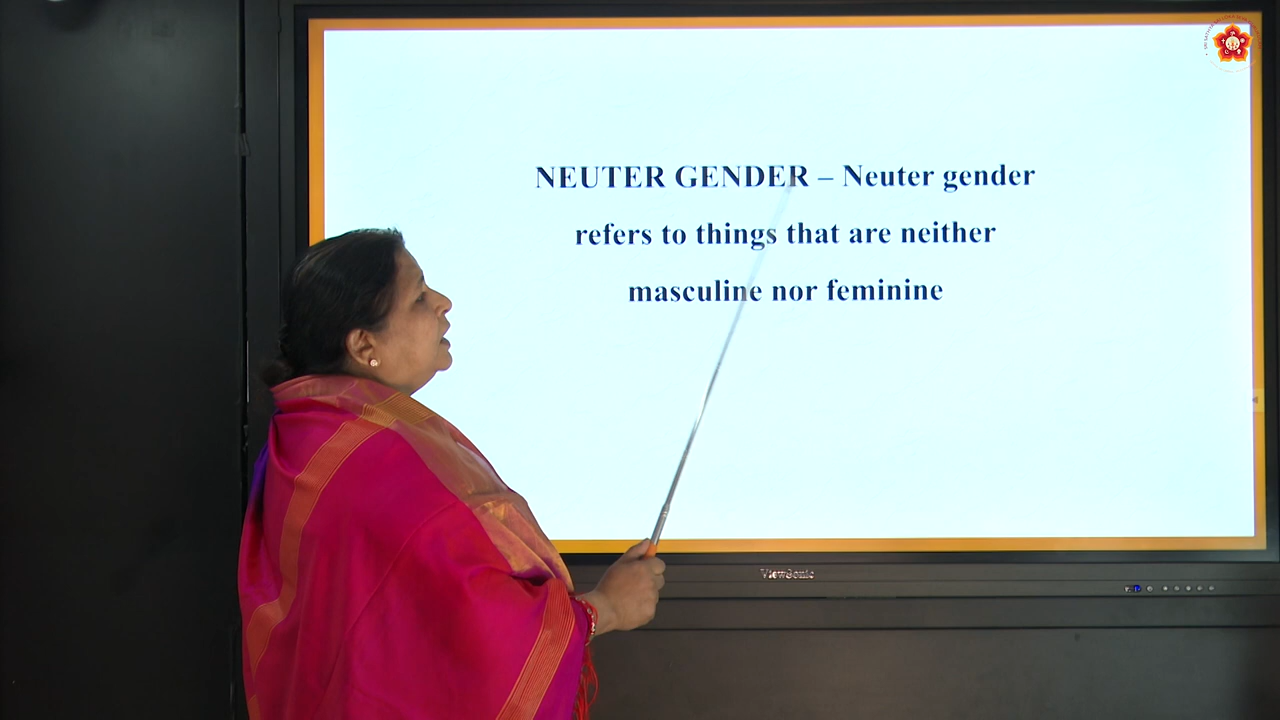 NEUTER GENDER – Neuter gender
refers to things that are neither
masculine nor feminine
ViewSonic